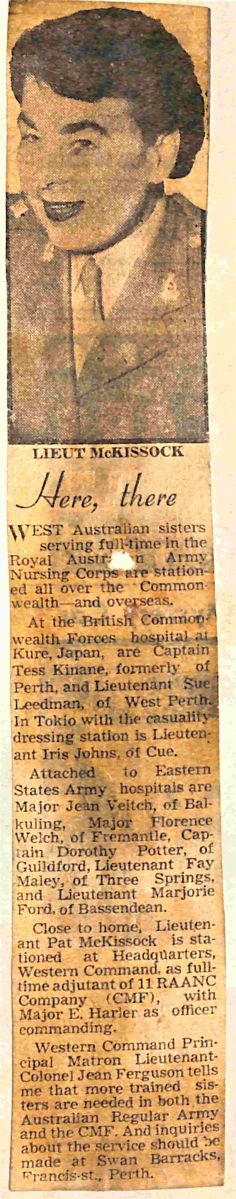 LIEUT McKISSOCK
Here, there
WEST Australian sisters
serving full-time in the
Royal Army
Nursing Corps are station-
ed all over the Common-
wealth—and overseas.
At the British Common-
wealth Forces hospital at
Kure, Japan, are Captain
Tess Kinane, formerly of
Perth, and Lieutenant Sue
Leedman, of West Perth.
In Tokio with the casuality
dressing station is Lieuten-
ant Iris Johns, of Cue.
Attached to Eastern
States Army hospitals are
Major Jean Veitch, of Bal-
kuling, Major Florence
Welch, of Fremantle, Cap-
tain Dorothy Potter, of
Guildford, Lieutenant Fay
Maley, of Three Springs,
and Lieutenant Marjorie
Ford, of Bassendean.
Close to home, Lieuten-
ant Pat McKissock is sta-
tioned at Headquarters,
Western Command, as full-
time adjutant of 11 RAANC
Company (CMF), with
Major E. Harler as officer
commanding.
Western Command Prin-
cipal Matron Lieutenant-
Colonel Jean Ferguson tells
me that more trained sis-
ters are needed in both the
Australian Regular Army
and the CMF. And inquiries
about the service should be
made at Swan Barracks,
Francis-st., Perth.